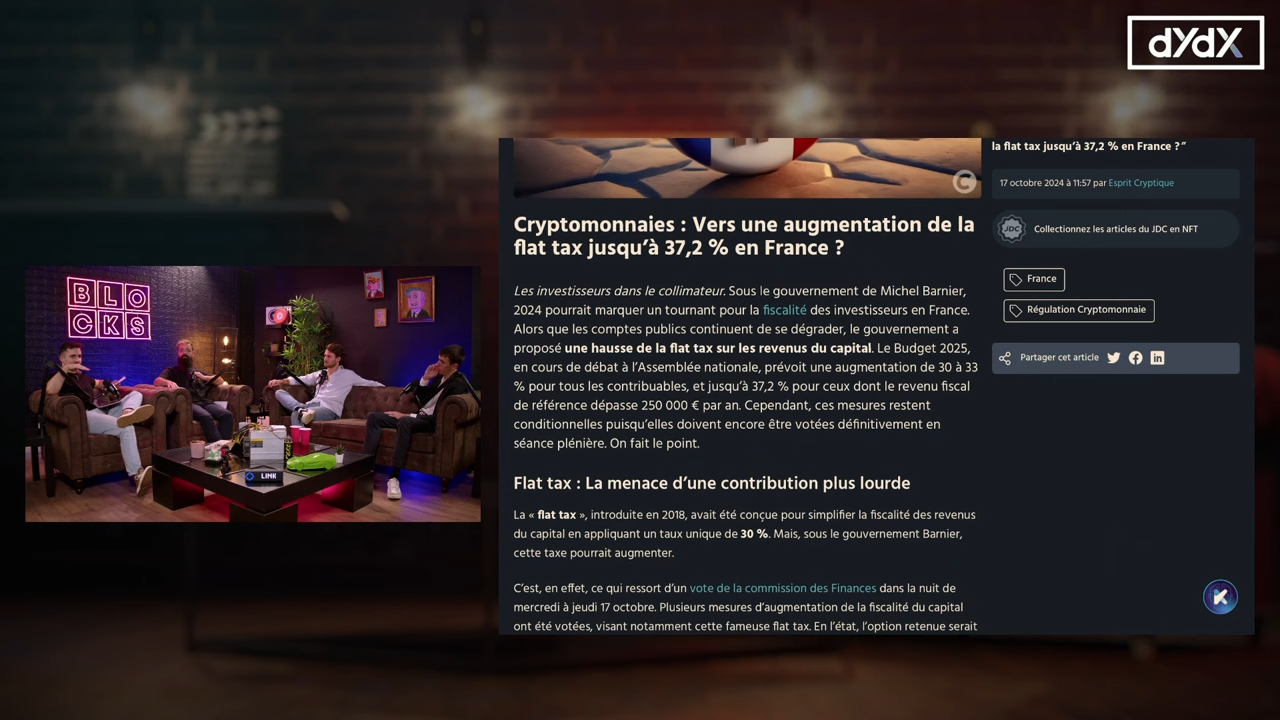 dYdX
BLO
CKS
LINK
Cryptomonnaies : Vers une augmentation de la
flat tax jusqu'à 37,2 % en France ?
Les investisseurs dans le collimateur. Sous le gouvernement de Michel Barnier,
2024 pourrait marquer un tournant pour la fiscalité des investisseurs en France.
Alors que les comptes publics continuent de se dégrader, le gouvernement a
proposé une hausse de la flat tax sur les revenus du capital. Le Budget 2025,
en cours de débat à l'Assemblée nationale, prévoit une augmentation de 30 à 33
% pour tous les contribuables, et jusqu'à 37,2 % pour ceux dont le revenu fiscal
de référence dépasse 250 000 € par an. Cependant, ces mesures restent
conditionnelles puisqu'elles doivent encore être votées définitivement en
séance plénière. On fait le point.
Flat tax : La menace d'une contribution plus lourde
La « flat tax », introduite en 2018, avait été conçue pour simplifier la fiscalité des revenus
du capital en appliquant un taux unique de 30 %. Mais, sous le gouvernement Barnier,
cette taxe pourrait augmenter.
C'est, en effet, ce qui ressort d'un vote de la commission des Finances dans la nuit de
mercredi à jeudi 17 octobre. Plusieurs mesures d'augmentation de la fiscalité du capital
ont été votées, visant notamment cette fameuse flat tax. En l'état, l'option retenue serait
la flat tax jusqu'à 37,2 % en France ? "
17 octobre 2024 à 11:57 par Esprit Cryptique
JDC
Collectionnez les articles du JDC en NFT
France
Régulation Cryptomonnaie
Partager cet article